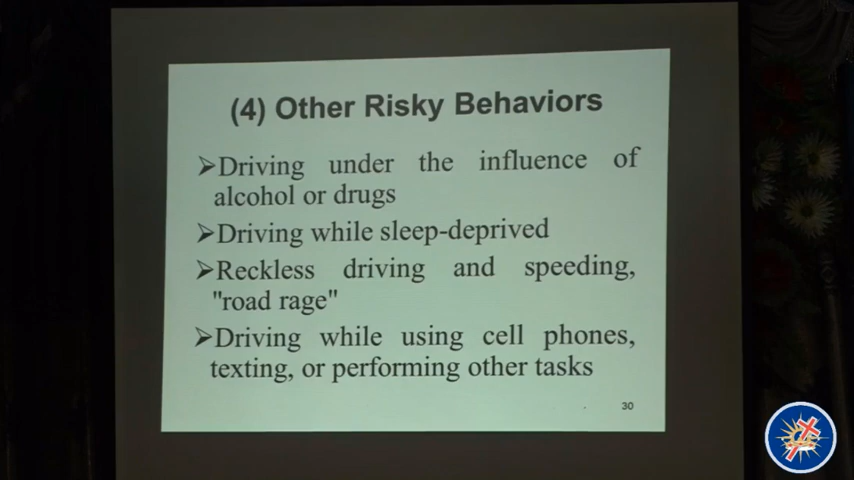 (4) Other Risky Behaviors
➢Driving under the influence of
alcohol or drugs
➢Driving while sleep-deprived
➢Reckless driving and speeding,
"road rage"
➢Driving while using cell phones,
texting, or performing other tasks
30